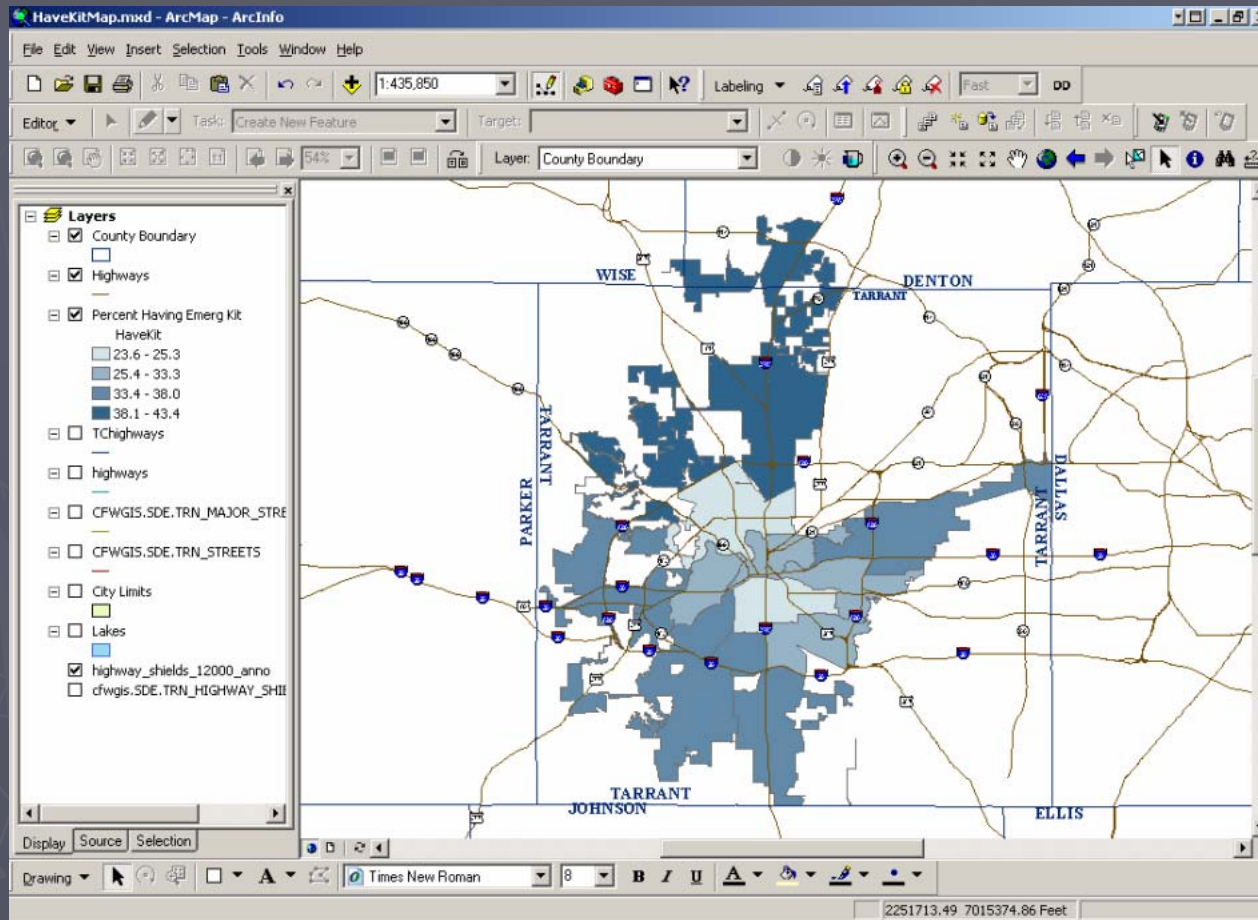 HaveKitMap.mxd - ArcMap - ArcInfo
File Edit View Insert Selection Tools Window Help
1:435,850
Labeling
Fast
Editor
Task: Create New Feature
Target:
54%
Layer: County Boundary
Layers
County Boundary
Highways
Percent Having Emerg Kit
HaveKit
23.6 - 25.3
25.4 - 33.3
33.4 - 38.0
38.1 - 43.4
TChighways
highways
CFWGIS.SDE.TRN_MAJOR_STRE
CFWGIS.SDE.TRN_STREETS
City Limits
Lakes
highway_shields_12000_anno
cfwgis.SDE.TRN_HIGHWAY_SHI
Display Source Selection
WISE
DENTON
TARRANT
TARRANT
PARKER
DALLAS
TARRANT
TARRANT
JOHNSON
ELLIS
Drawing
A
Times New Roman
8
B I U A
2251713.49 7015374.86 Feet